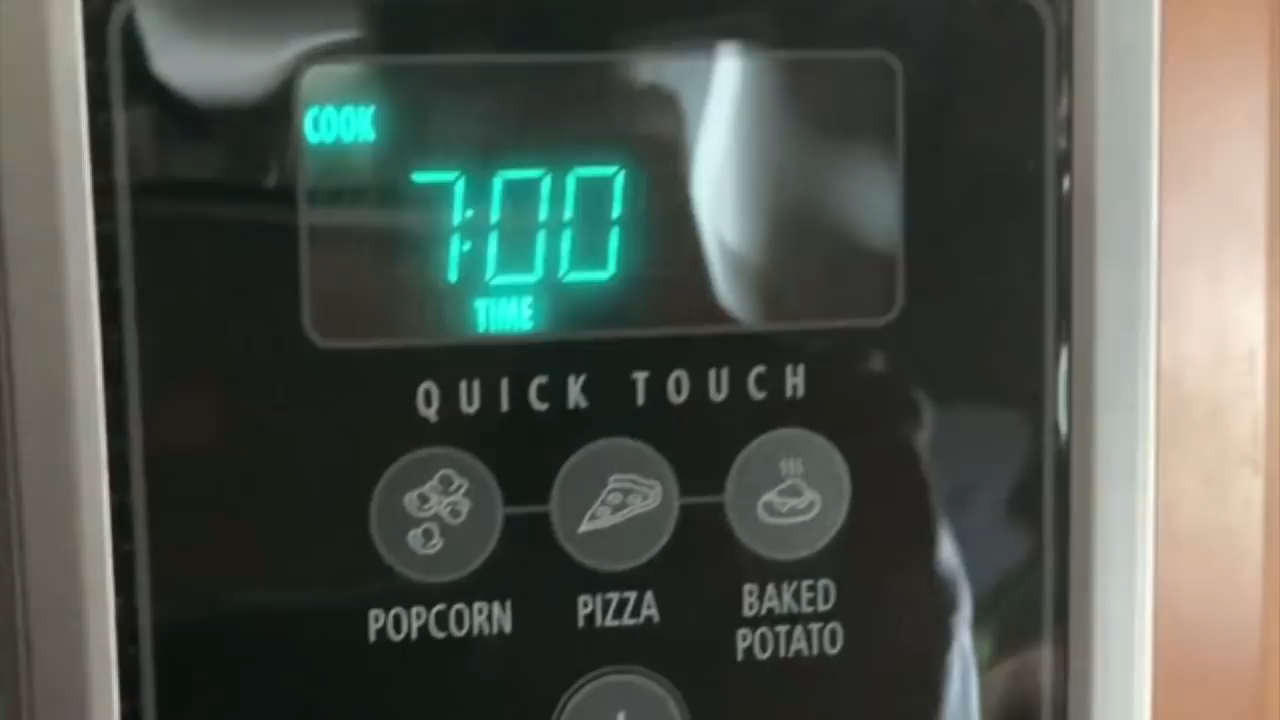 COOK
7:00
TIME
QUICK TOUCH
POPCORN
PIZZA
BAKED
POTATO